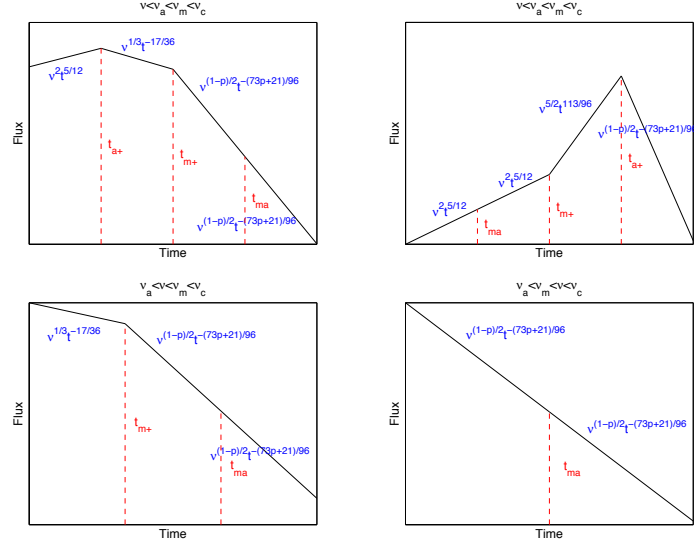 ν<ν_a<ν_m<ν_c
ν^2t^5/12
ν^1/3t^-17/36
ν^(1-p)/2t^-(73p+21)/96
ν^(1-p)/2t^-(73p+21)/96
t_a+
t_m+
t_ma
Flux
Time
ν<ν_a<ν_m<ν_c
ν^2t^5/12
ν^2t^5/12
ν^5/2t^113/96
ν^(1-p)/2t^-(73p+21)/96
t_ma
t_m+
t_a+
Flux
Time
ν_a<ν<ν_m<ν_c
ν^1/3t^-17/36
ν^(1-p)/2t^-(73p+21)/96
ν^(1-p)/2t^-(73p+21)/96
t_m+
t_ma
Flux
Time
ν_a<ν_m<ν<ν_c
ν^(1-p)/2t^-(73p+21)/96
ν^(1-p)/2t^-(73p+21)/96
t_ma
Flux
Time